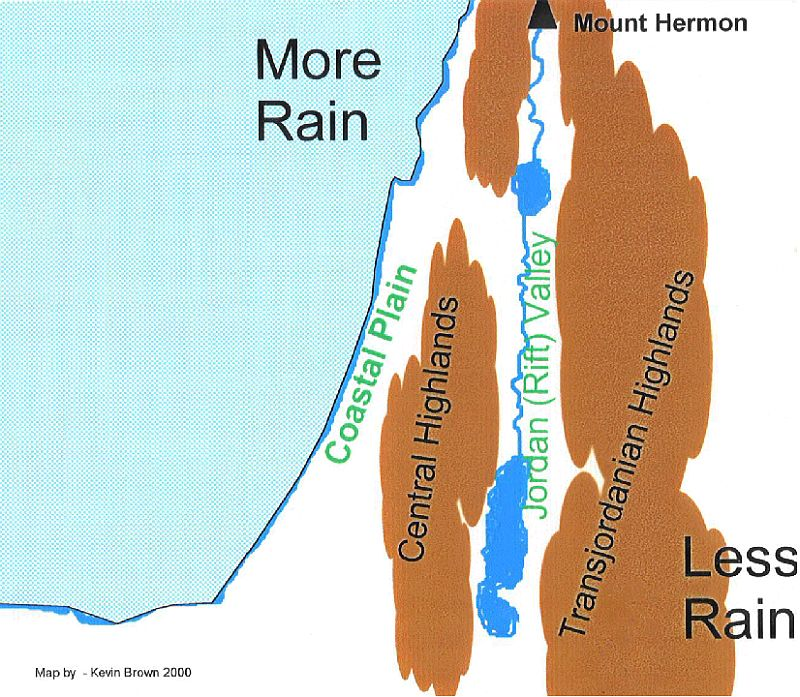 Mount Hermon
More
Rain
Coastal Plain
Central Highlands
Jordan (Rift) Valley
Transjordanian Highlands
Less
Rain
Map by - Kevin Brown 2000